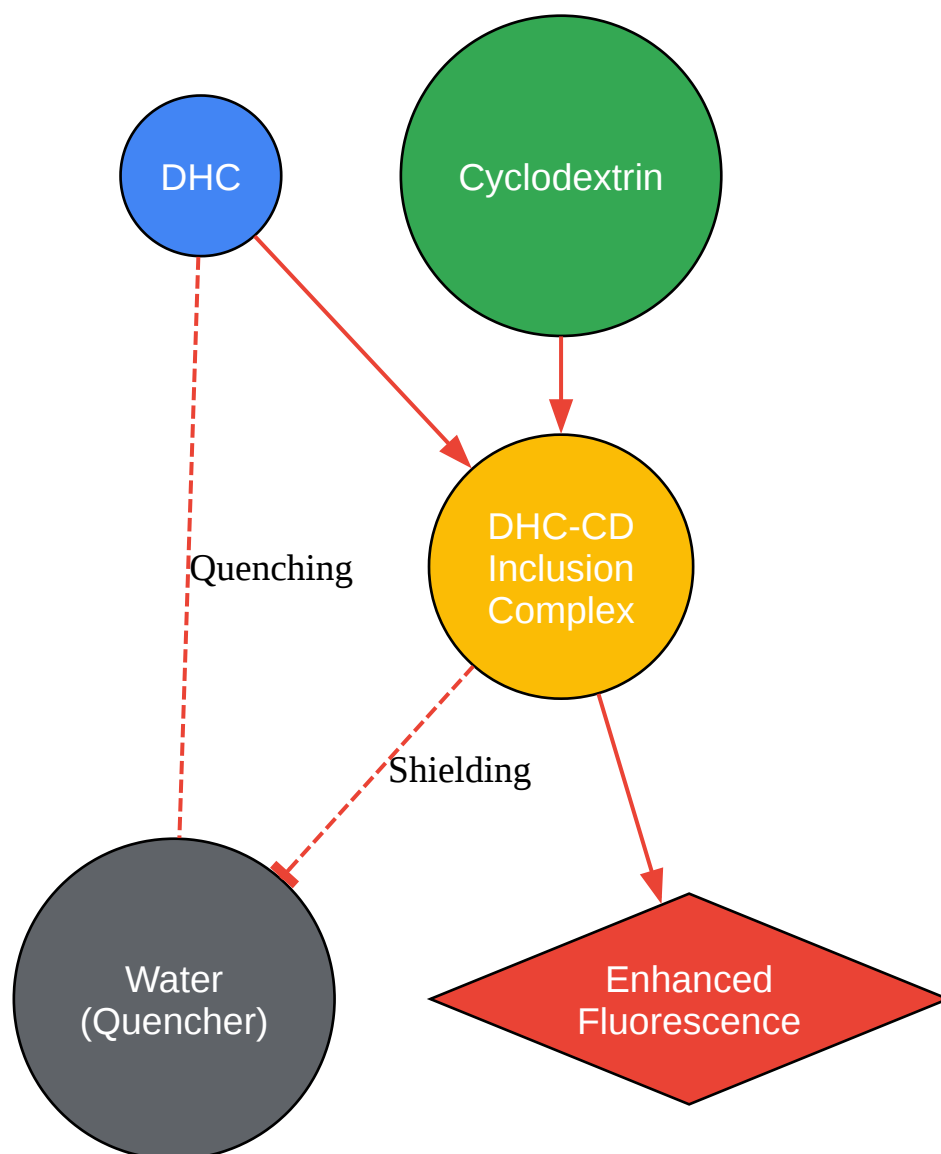 DHC
Cyclodextrin
DHC-CD
Inclusion
Complex
Quenching
Shielding
Water
(Quencher)
Enhanced
Fluorescence